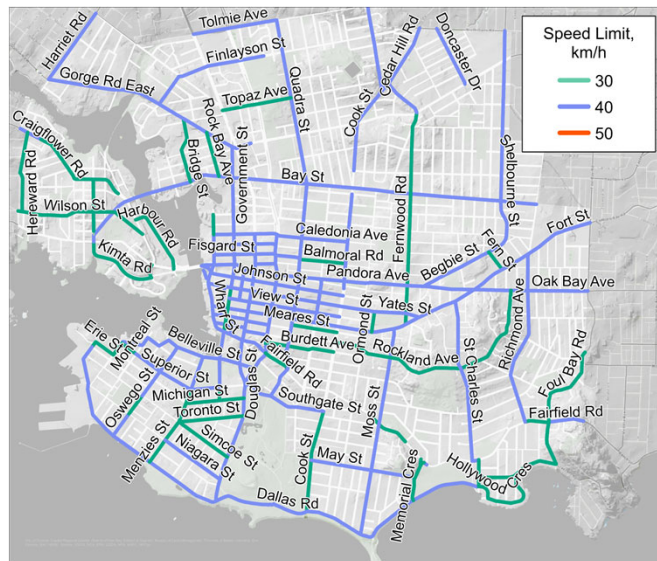 Speed Limit,
km/h
30
40
50
Harriet Rd
Tolmie Ave
Finlayson St
Gorge Rd East
Topaz Ave
Quadra St
Cook St
Cedar Hill Rd
Doncaster Dr
Shelbourne St
Craigflower Rd
Hereward Rd
Wilson St
Harbour Rd
Kimta Rd
Bridge St
Rock Bay Ave
Government St
Bay St
Fernwood Rd
Caledonia Ave
Fisgard St
Balmoral Rd
Pandora Ave
Johnson St
Begbie St
Fern St
Fort St
Oak Bay Ave
View St
Yates St
Wharf St
Meares St
Ormond St
Burdett Ave
Rockland Ave
Richmond Ave
St Charles St
Foul Bay Rd
Erie St
Montreal St
Belleville St
Superior St
Fairfield Rd
Oswego St
Michigan St
Toronto St
Douglas St
Southgate St
Moss St
Fairfield Rd
Menzies St
Simcoe St
Niagara St
Cook St
May St
Dallas Rd
Memorial Cres
Hollywood Cres